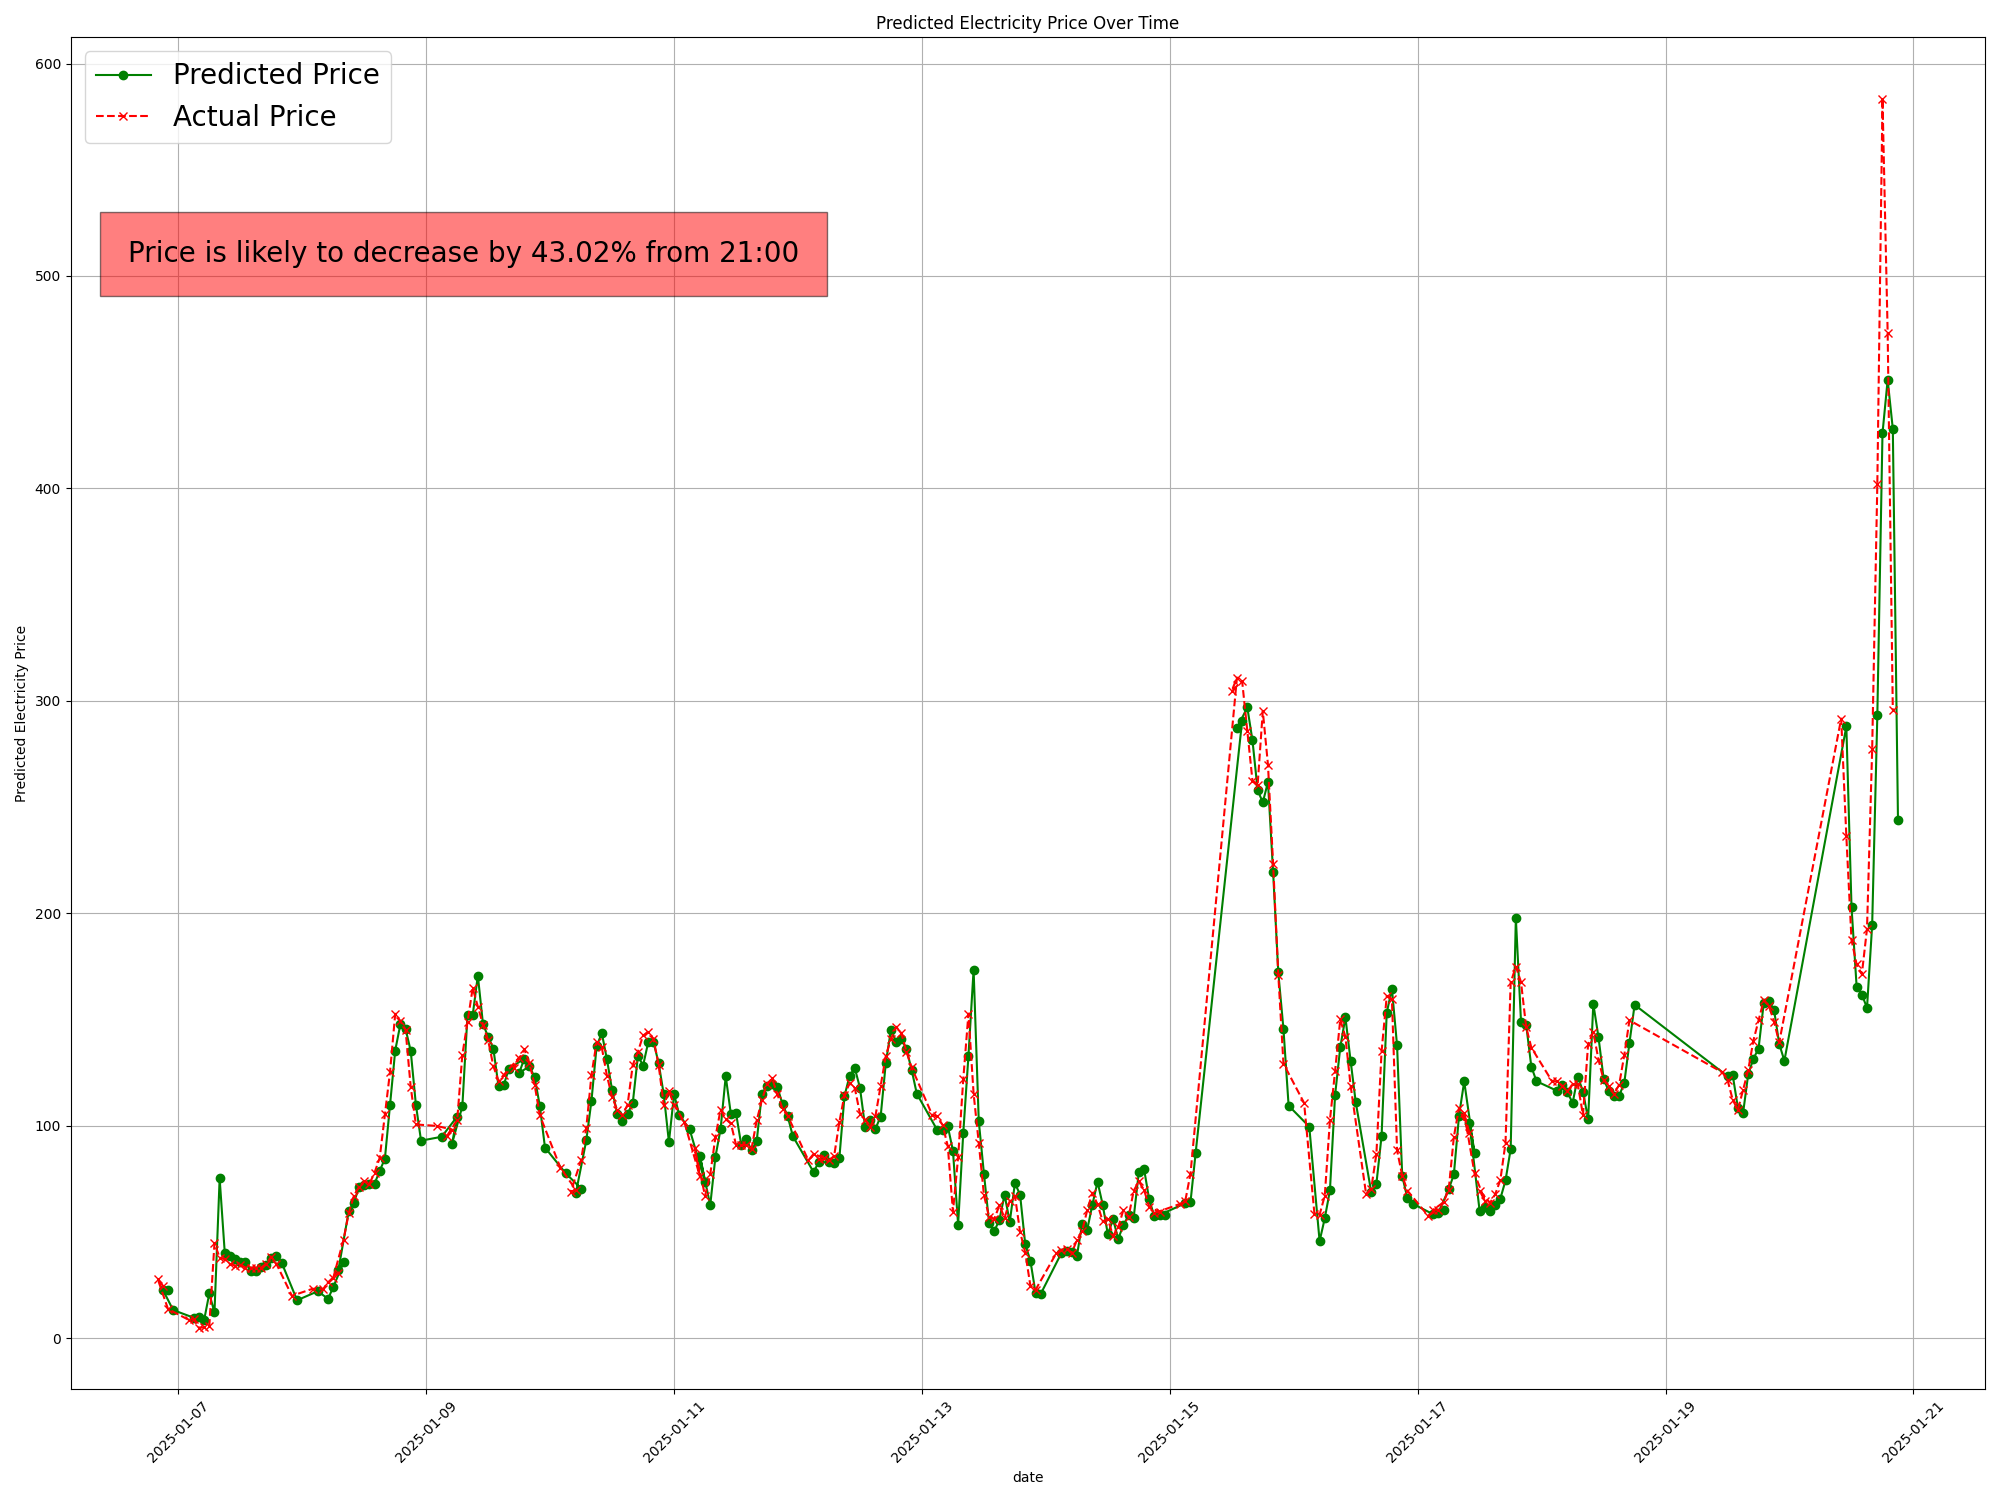 Predicted Electricity Price Over Time
Predicted Price
Actual Price
Price is likely to decrease by 43.02% from 21:00
Predicted Electricity Price
600
500
400
300
200
100
0
2025-01-07
2025-01-09
2025-01-11
2025-01-13
2025-01-15
2025-01-17
2025-01-19
2025-01-21
date